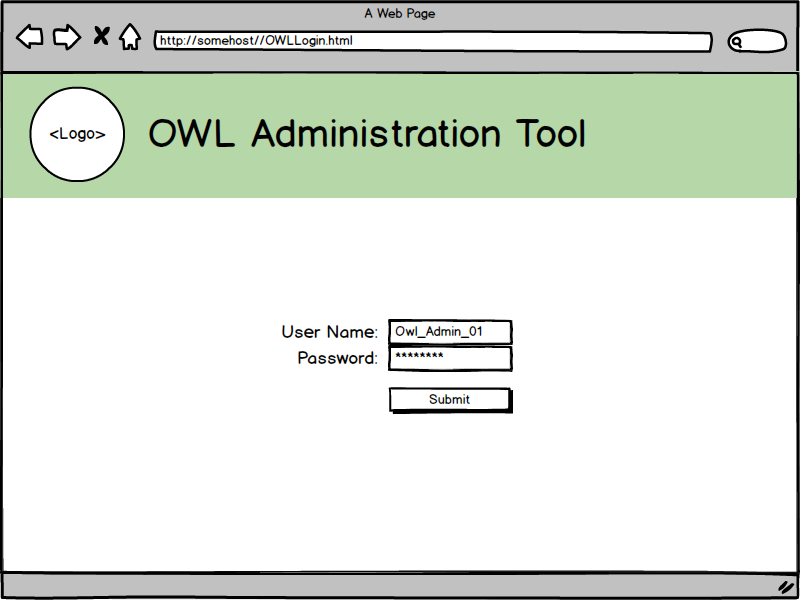 A Web Page
http://somehost//OWLLogin.html
<Logo>
OWL Administration Tool
User Name: Owl_Admin_01
Password: ********
Submit